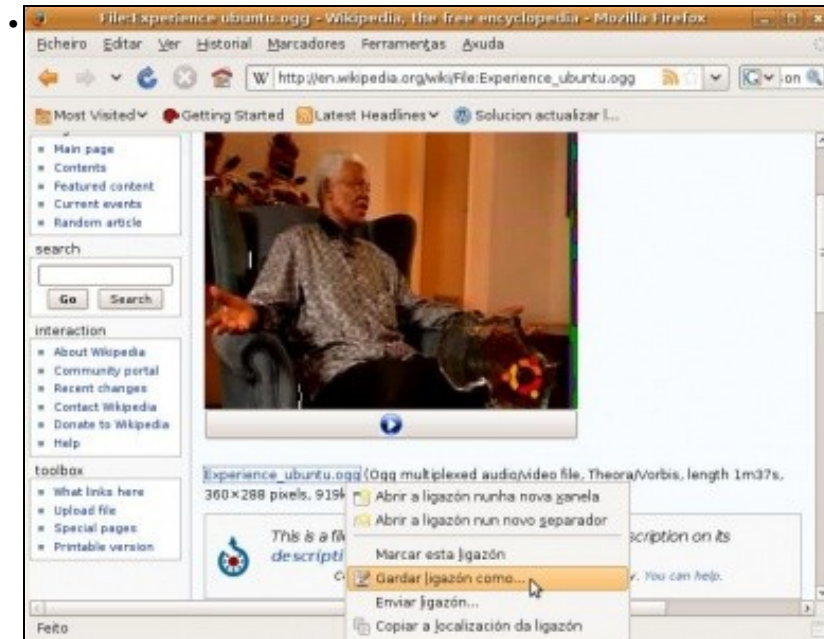 File:Experience ubuntu.ogg - Wikipedia, the free encyclopedia - Mozilla Firefox
Ficheiro Editar Ver Historial Marcadores Ferramentas Axuda
W http://en.wikipedia.org/wiki/File:Experience_ubuntu.ogg G on
Most Visited Getting Started Latest Headlines Solucion actualizar l...
Main page
Contents
Featured content
Current events
Random article
search
Go Search
interaction
About Wikipedia
Community portal
Recent changes
Contact Wikipedia
Donate to Wikipedia
Help
toolbox
What links here
Upload file
Special pages
Printable version
Experience_ubuntu.ogg (Ogg multiplexed audio/video file, Theora/Vorbis, length 1m37s,
360×288 pixels, 919k
Abrir a ligazón nunha nova xanela
Abrir a ligazón nun novo separador
Marcar esta ligazón
Gardar ligazón como...
Enviar ligazón...
Copiar a localización da ligazón
This is a fil scription on its
descripti
You can help.
Feito